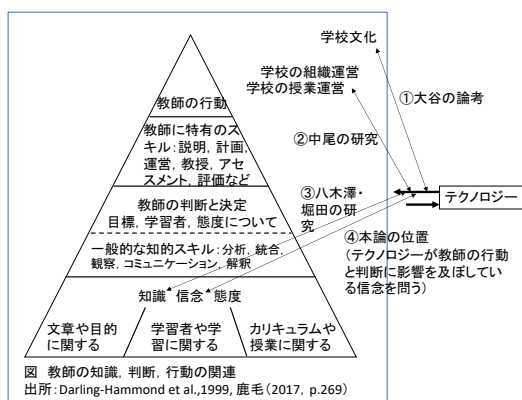 学校文化
学校の組織運営
学校の授業運営
①大谷の論考
②中尾の研究
③八木澤・
堀田の研
究
テクノロジー
④本論の位置
(テクノロジーが教師の行動
と判断に影響を及ぼしてい
る信念を問う)
教師の行動
教師に特有のス
キル:説明, 計画,
運営, 教授, アセ
スメント, 評価など
教師の判断と決定
目標, 学習者, 態度について
一般的な知的スキル:分析, 統合,
観察, コミュニケーション, 解釈
知識 信念 態度
文章や目的
に関する
学習者や学
習に関する
カリキュラムや
授業に関する
図 教師の知識, 判断, 行動の関連
出所:Darling-Hammond et al.,1999, 鹿毛(2017, p.269)